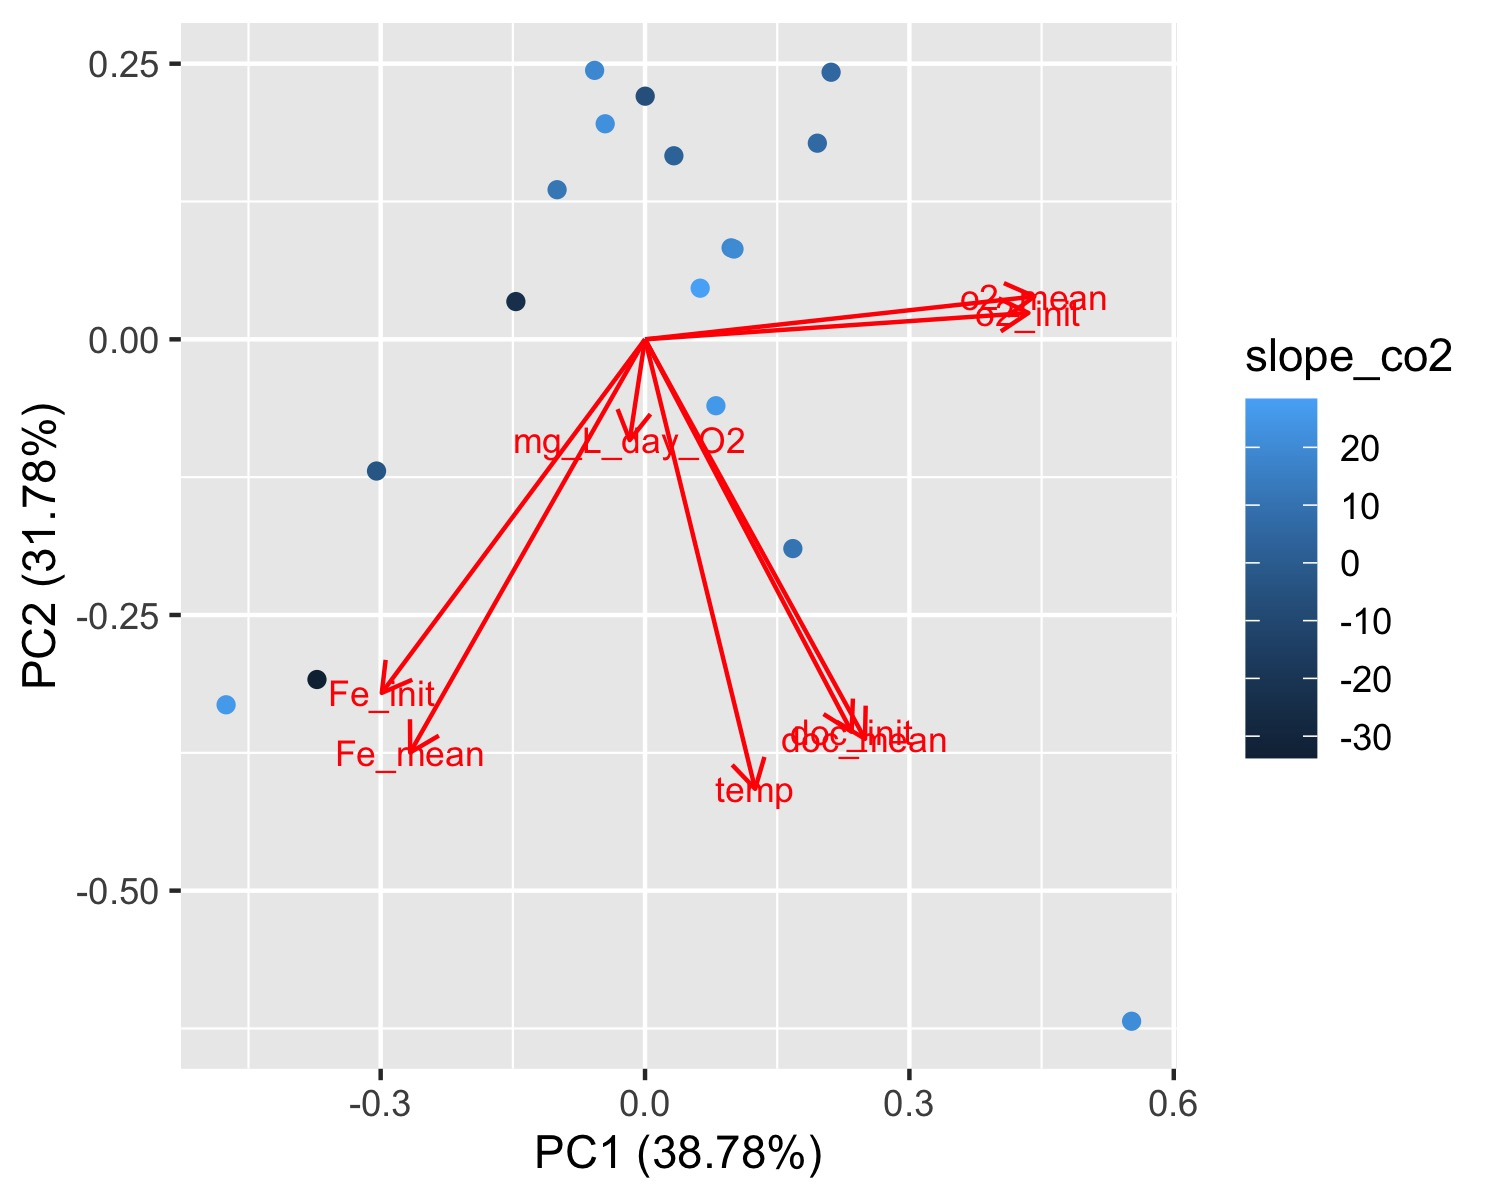 0.25
0.00
-0.25
-0.50
PC2 (31.78%)
o2_mean
o2_init
mg_L_day_O2
Fe_init
Fe_mean
doc_init
doc_mean
temp
-0.3
0.0
0.3
0.6
PC1 (38.78%)
slope_co2
20
10
0
-10
-20
-30